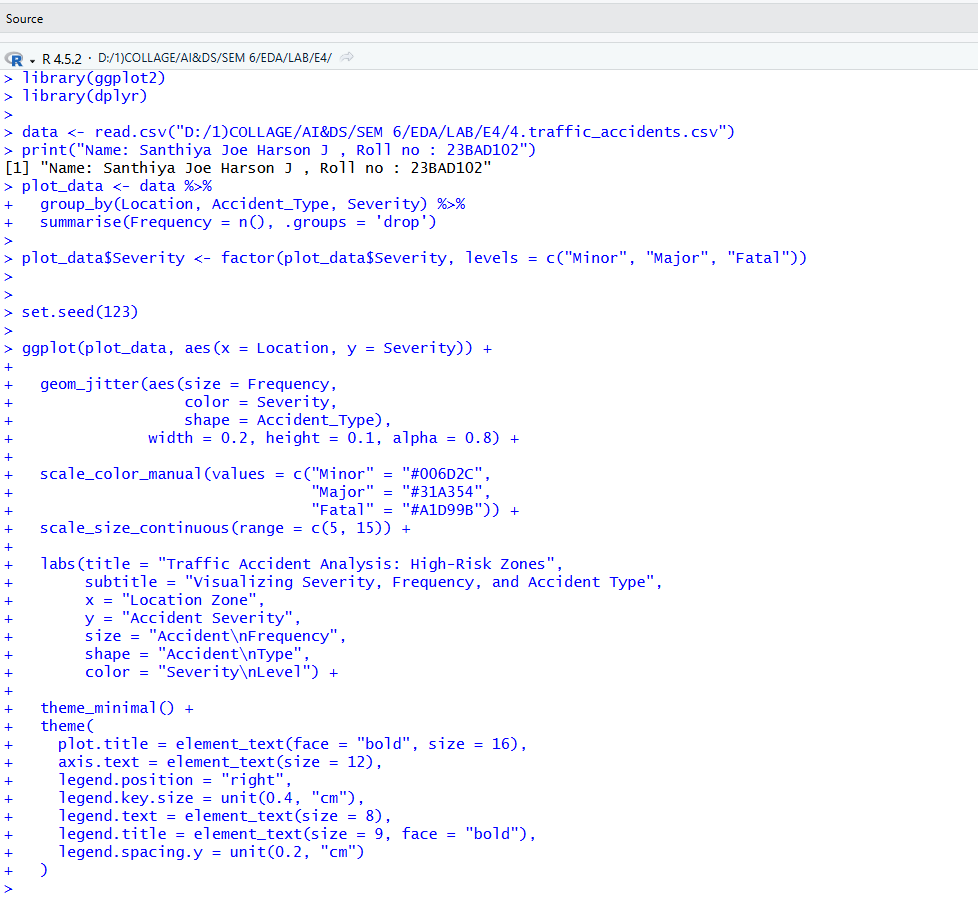 Source
R 4.5.2 · D:/1)COLLAGE/AI&DS/SEM 6/EDA/LAB/E4/
> library(ggplot2)
> library(dplyr)
>
> data <- read.csv("D:/1)COLLAGE/AI&DS/SEM 6/EDA/LAB/E4/4.traffic_accidents.csv")
> print("Name: Santhiya Joe Harson J , Roll no : 23BAD102")
[1] "Name: Santhiya Joe Harson J , Roll no : 23BAD102"
> plot_data <- data %>%
+   group_by(Location, Accident_Type, Severity) %>%
+   summarise(Frequency = n(), .groups = 'drop')
>
> plot_data$Severity <- factor(plot_data$Severity, levels = c("Minor", "Major", "Fatal"))
>
>
> set.seed(123)
>
> ggplot(plot_data, aes(x = Location, y = Severity)) +
+
+   geom_jitter(aes(size = Frequency,
+                   color = Severity,
+                   shape = Accident_Type),
+               width = 0.2, height = 0.1, alpha = 0.8) +
+
+   scale_color_manual(values = c("Minor" = "#006D2C",
+                                 "Major" = "#31A354",
+                                 "Fatal" = "#A1D99B")) +
+   scale_size_continuous(range = c(5, 15)) +
+
+   labs(title = "Traffic Accident Analysis: High-Risk Zones",
+        subtitle = "Visualizing Severity, Frequency, and Accident Type",
+        x = "Location Zone",
+        y = "Accident Severity",
+        size = "Accident\nFrequency",
+        shape = "Accident\nType",
+        color = "Severity\nLevel") +
+
+   theme_minimal() +
+   theme(
+     plot.title = element_text(face = "bold", size = 16),
+     axis.text = element_text(size = 12),
+     legend.position = "right",
+     legend.key.size = unit(0.4, "cm"),
+     legend.text = element_text(size = 8),
+     legend.title = element_text(size = 9, face = "bold"),
+     legend.spacing.y = unit(0.2, "cm")
+   )
>